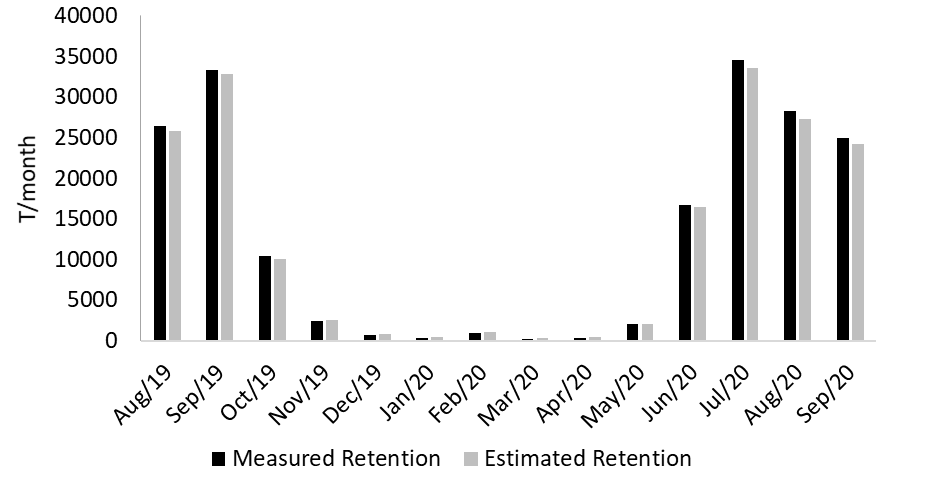 40000
35000
30000
25000
20000
15000
10000
5000
0
T/month
Aug/19
Sep/19
Oct/19
Nov/19
Dec/19
Jan/20
Feb/20
Mar/20
Apr/20
May/20
Jun/20
Jul/20
Aug/20
Sep/20
Measured Retention
Estimated Retention